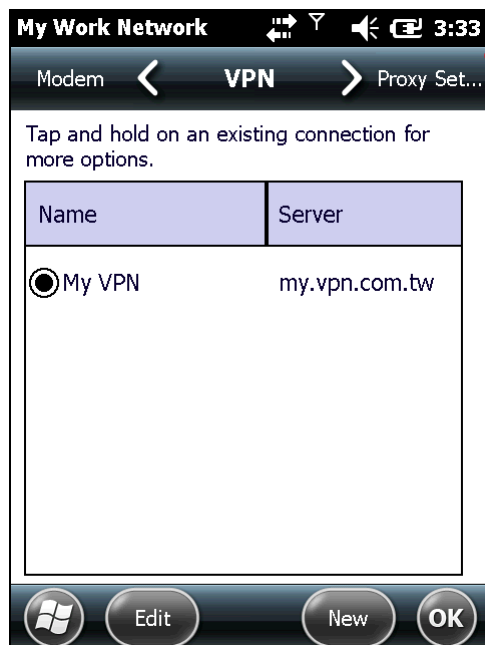 My Work Network 3:33
Modem VPN Proxy Set...
Tap and hold on an existing connection for
more options.
Name Server
My VPN my.vpn.com.tw
Edit New OK